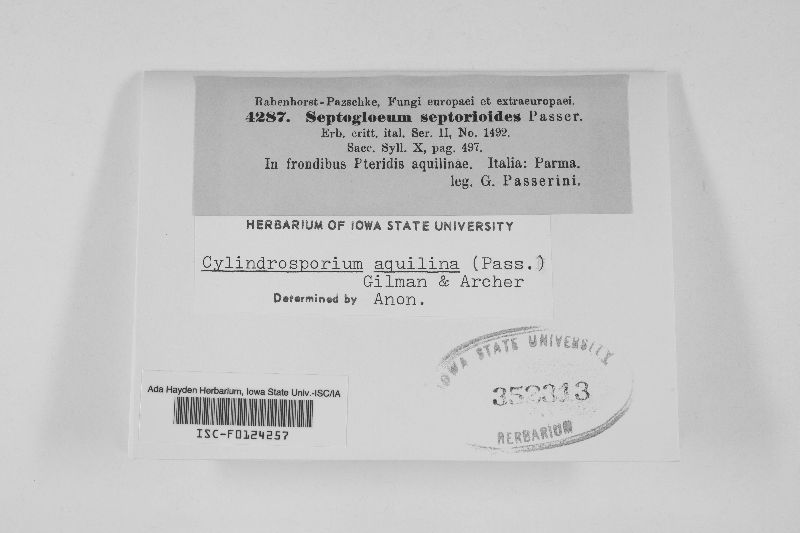 Rabenhorst-Pazschke, Fungi europaei et extraeuropaei.
4287. Septogloeum septorioides Passer.
Erb. critt. ital. Ser. II, No. 1492.
Sacc. Syll. X, pag. 497.
In frondibus Pteridis aquilinae. Italia: Parma.
leg. G. Passerini.
HERBARIUM OF IOWA STATE UNIVERSITY
Cylindrosporium aquilina (Pass.)
Gilman & Archer
Determined by Anon.
IOWA STATE UNIVERSITY
HERBARIUM
Ada Hayden Herbarium, Iowa State Univ.-ISC/IA
ISC-F0124257